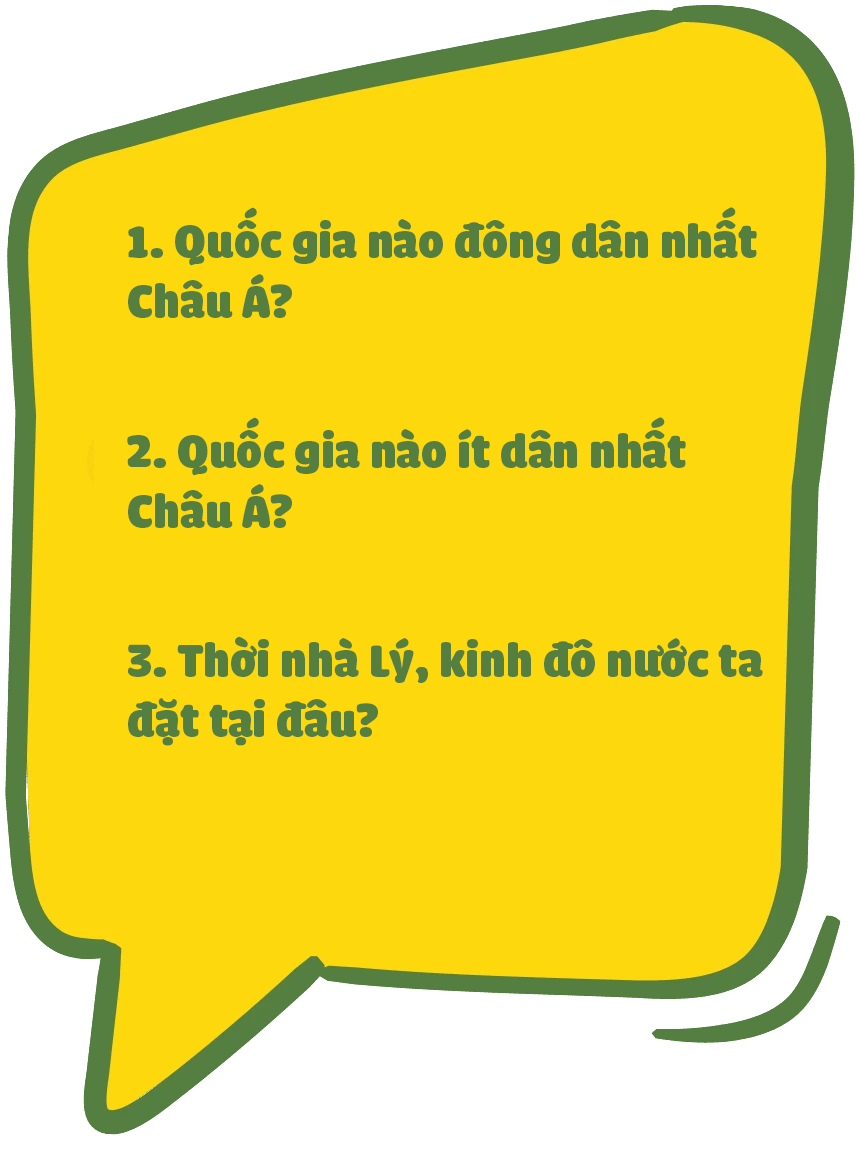 1. Quốc gia nào đông dân nhất
Châu Á?
2. Quốc gia nào ít dân nhất
Châu Á?
3. Thời nhà Lý, kinh đô nước ta
đặt tại đâu?